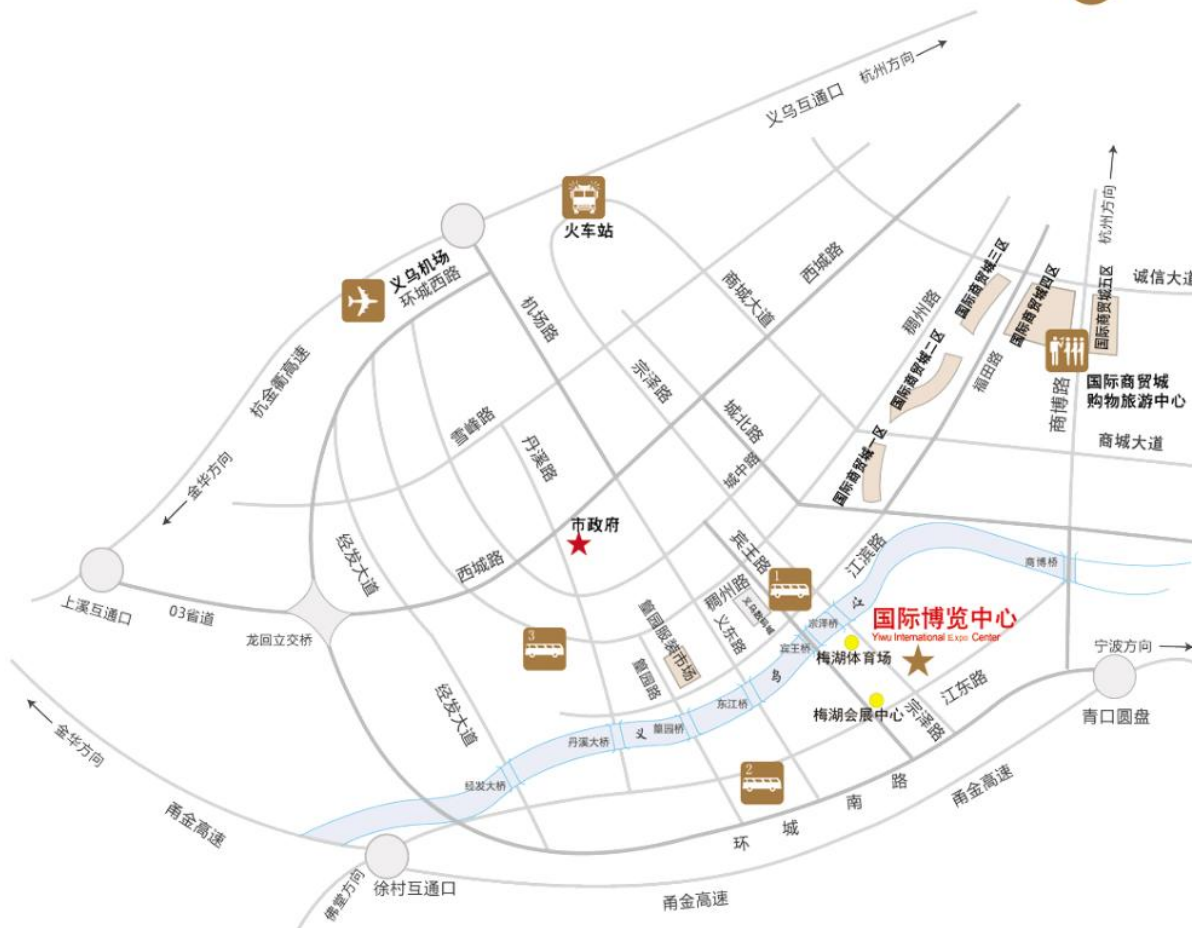 杭州方向
义乌互通口
火车站
杭州方向
义乌机场
环城西路
西城路
国际商贸城三区
诚信大道
机场路
商城大道
稠州路
国际商贸城四区
国际商贸城五区
杭金衢高速
宗泽路
国际商贸城二区
福田路
商博路
国际商贸城
购物旅游中心
雪峰路
城北路
商城大道
丹溪路
城中路
国际商贸城一区
金华方向
市政府
经发大道
西城路
宾王路
江滨路
商博桥
上溪互通口
03省道
龙回立交桥
1
稠州路
义乌数码城
义东路
宗泽桥
江
国际博览中心
Yiwu International Expo Center
3
篁园服装市场
宾王桥
梅湖体育场
宁波方向
篁园路
乌
江东路
经发大道
东江桥
梅湖会展中心
宗泽路
青口圆盘
金华方向
丹溪大桥
义
篁园桥
2
经发大桥
甬金高速
环城南路
甬金高速
徐村互通口
佛堂方向
甬金高速